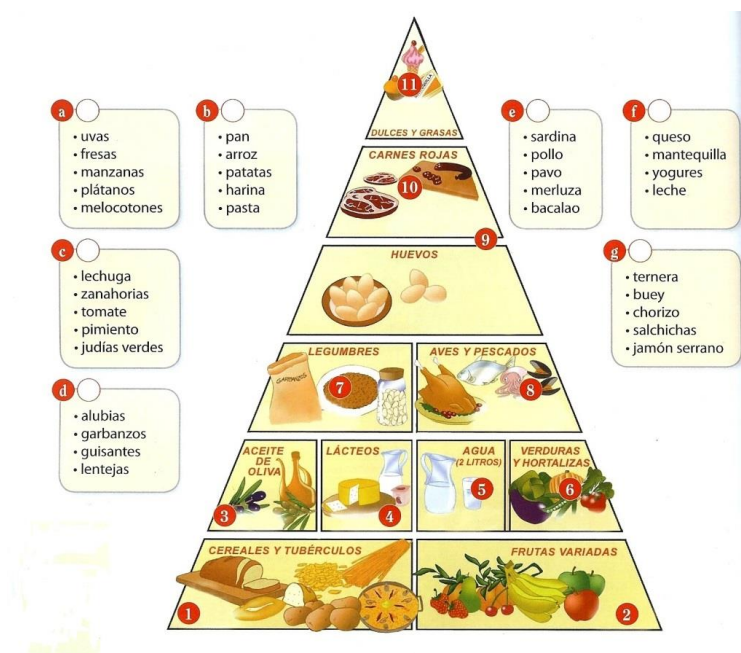 11
DULCES Y GRASAS
a
• uvas
• fresas
• manzanas
• plátanos
• melocotones
b
• pan
• arroz
• patatas
• harina
• pasta
e
• sardina
• pollo
• pavo
• merluza
• bacalao
f
• queso
• mantequilla
• yogures
• leche
CARNES ROJAS
10
9
HUEVOS
c
• lechuga
• zanahorias
• tomate
• pimiento
• judías verdes
g
• ternera
• buey
• chorizo
• salchichas
• jamón serrano
LEGUMBRES
GARBANZOS
7
AVES Y PESCADOS
8
d
• alubias
• garbanzos
• guisantes
• lentejas
ACEITE
DE
OLIVA
3
LÁCTEOS
4
AGUA
(2 LITROS)
5
VERDURAS
Y HORTALIZAS
6
CEREALES Y TUBÉRCULOS
1
FRUTAS VARIADAS
2